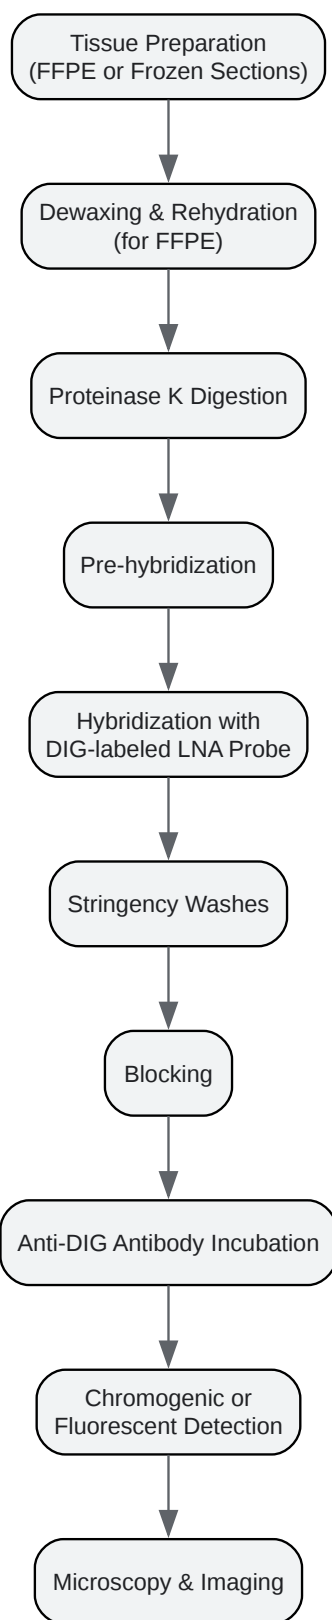 Tissue Preparation
(FFPE or Frozen Sections)
Dewaxing & Rehydration
(for FFPE)
Proteinase K Digestion
Pre-hybridization
Hybridization with
DIG-labeled LNA Probe
Stringency Washes
Blocking
Anti-DIG Antibody Incubation
Chromogenic or
Fluorescent Detection
Microscopy & Imaging